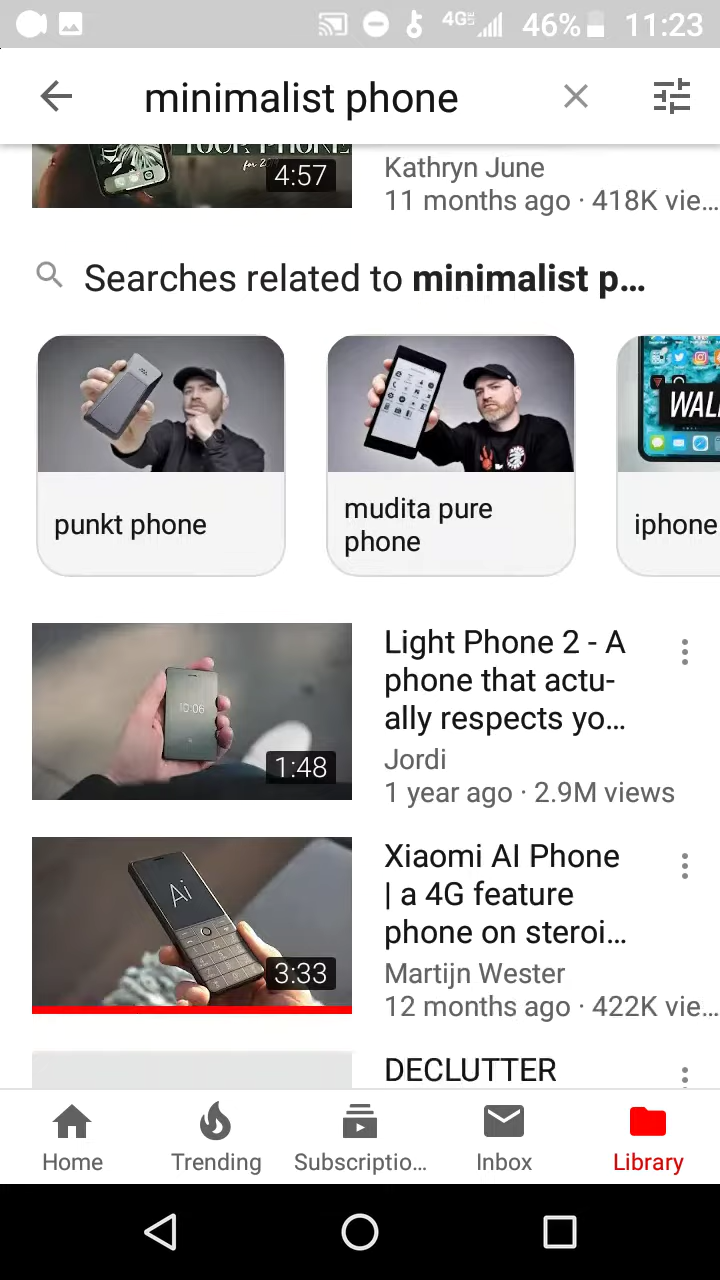 4G 46% 11:23
minimalist phone
YOUR PHONE
4:57
Kathryn June
11 months ago · 418K vie...
Searches related to minimalist p...
WAL
punkt phone
mudita pure
phone
iphone
10:06
1:48
Light Phone 2 - A
phone that actu-
ally respects yo...
Jordi
1 year ago · 2.9M views
Ai
3:33
Xiaomi AI Phone
| a 4G feature
phone on steroi...
Martijn Wester
12 months ago · 422K vie...
DECLUTTER
Home Trending Subscriptio... Inbox Library